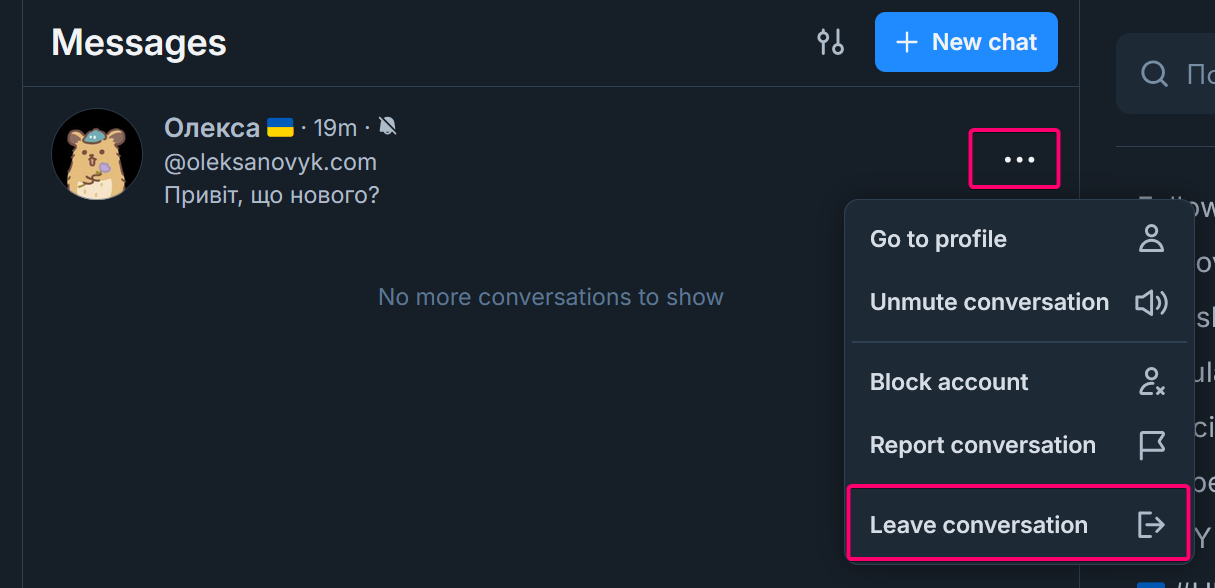 Messages
New chat
По
Олекса 🇺🇦 · 19m ·
@oleksanovyk.com
Привіт, що нового?
Go to profile
No more conversations to show
Unmute conversation
Block account
Report conversation
Leave conversation